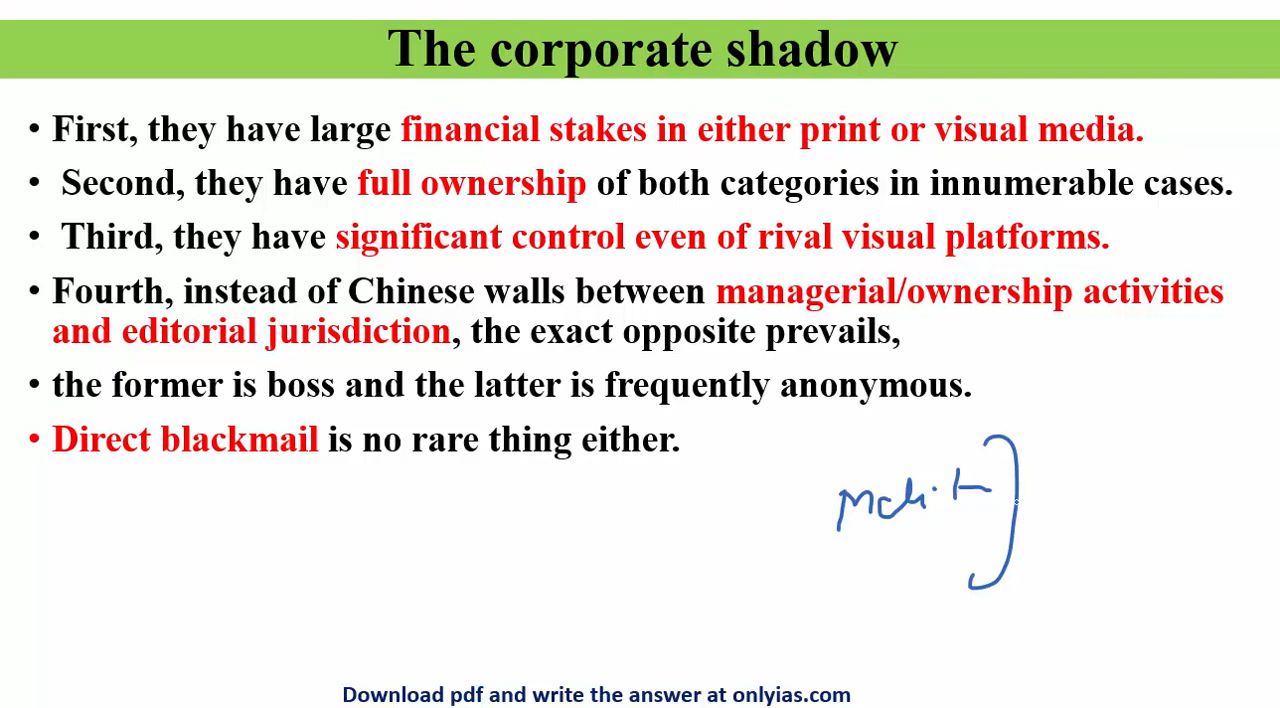 The corporate shadow
• First, they have large financial stakes in either print or visual media.
• Second, they have full ownership of both categories in innumerable cases.
• Third, they have significant control even of rival visual platforms.
• Fourth, instead of Chinese walls between managerial/ownership activities
and editorial jurisdiction, the exact opposite prevails,
• the former is boss and the latter is frequently anonymous.
• Direct blackmail is no rare thing either.
Download pdf and write the answer at onlyias.com